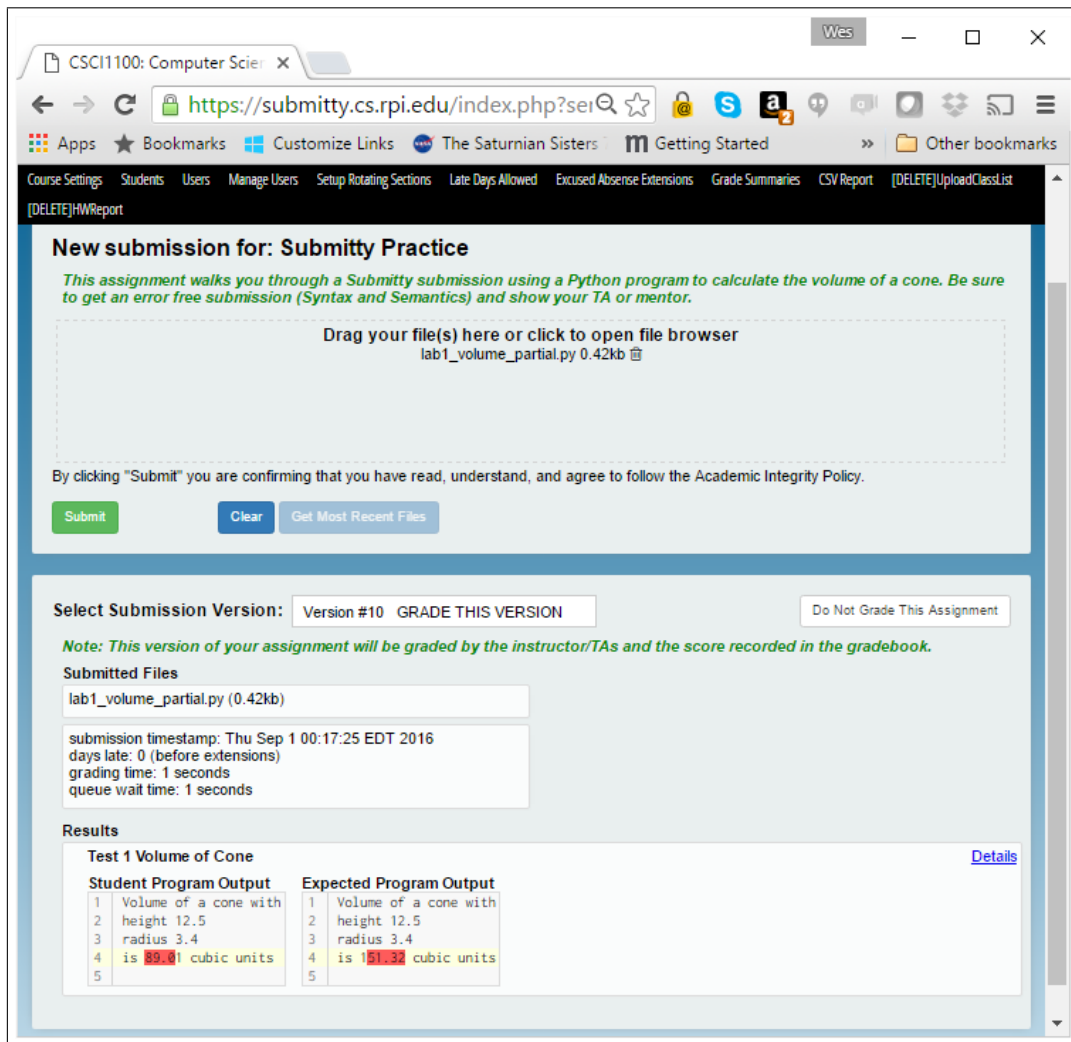 Wes
CSCI1100: Computer Scien
https://submitty.cs.rpi.edu/index.php?se
2
Apps Bookmarks Customize Links The Saturnian Sisters m Getting Started » Other bookmarks
Course Settings Students Users Manage Users Setup Rotating Sections Late Days Allowed Excused Absense Extensions Grade Summaries CSV Report [DELETE]UploadClassList
[DELETE]HWReport
New submission for: Submitty Practice
This assignment walks you through a Submitty submission using a Python program to calculate the volume of a cone. Be sure
to get an error free submission (Syntax and Semantics) and show your TA or mentor.
Drag your file(s) here or click to open file browser
lab1_volume_partial.py 0.42kb
By clicking "Submit" you are confirming that you have read, understand, and agree to follow the Academic Integrity Policy.
Submit Clear Get Most Recent Files
Select Submission Version: Version #10 GRADE THIS VERSION Do Not Grade This Assignment
Note: This version of your assignment will be graded by the instructor/TAs and the score recorded in the gradebook.
Submitted Files
lab1_volume_partial.py (0.42kb)
submission timestamp: Thu Sep 1 00:17:25 EDT 2016
days late: 0 (before extensions)
grading time: 1 seconds
queue wait time: 1 seconds
Results
Test 1 Volume of Cone Details
Student Program Output Expected Program Output
1 Volume of a cone with 1 Volume of a cone with
2 height 12.5 2 height 12.5
3 radius 3.4 3 radius 3.4
4 is 89.01 cubic units 4 is 151.32 cubic units
5 5